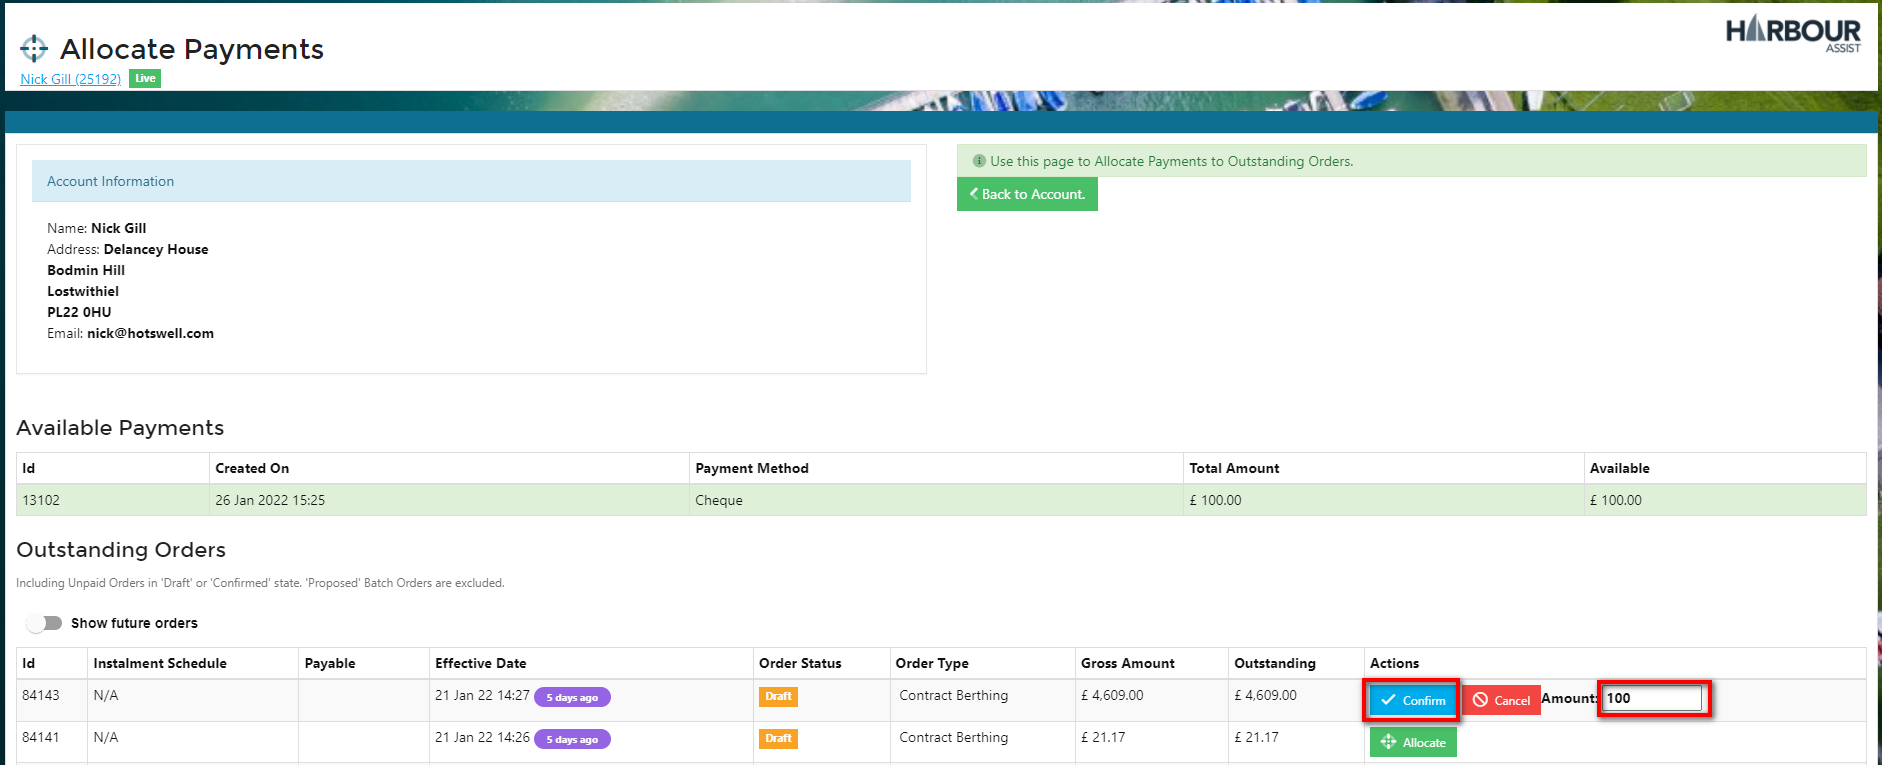 HARBOUR
ASSIST
Allocate Payments
Nick Gill (25192) Live
Account Information
Name: Nick Gill
Address: Delancey House
Bodmin Hill
Lostwithiel
PL22 0HU
Email: nick@hotswell.com
Use this page to Allocate Payments to Outstanding Orders.
Back to Account.
Available Payments
Id Created On Payment Method Total Amount Available
13102 26 Jan 2022 15:25 Cheque £ 100.00 £ 100.00
Outstanding Orders
Including Unpaid Orders in 'Draft' or 'Confirmed' state. 'Proposed' Batch Orders are excluded.
Show future orders
Id Instalment Schedule Payable Effective Date Order Status Order Type Gross Amount Outstanding Actions
84143 N/A 21 Jan 22 14:27 5 days ago Draft Contract Berthing £ 4,609.00 £ 4,609.00 Confirm Cancel Amount: 100
84141 N/A 21 Jan 22 14:26 5 days ago Draft Contract Berthing £ 21.17 £ 21.17 Allocate